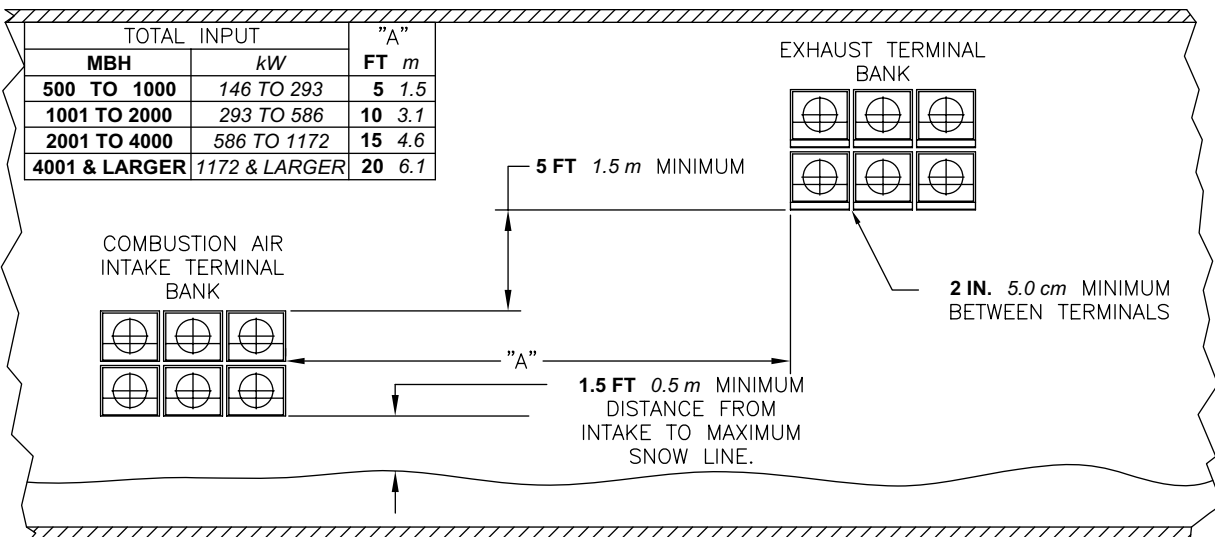 TOTAL INPUT "A"
MBH kW FT m
500 TO 1000 146 TO 293 5 1.5
1001 TO 2000 293 TO 586 10 3.1
2001 TO 4000 586 TO 1172 15 4.6
4001 & LARGER 1172 & LARGER 20 6.1
EXHAUST TERMINAL
BANK
5 FT 1.5 m MINIMUM
COMBUSTION AIR
INTAKE TERMINAL
BANK
2 IN. 5.0 cm MINIMUM
BETWEEN TERMINALS
"A"
1.5 FT 0.5 m MINIMUM
DISTANCE FROM
INTAKE TO MAXIMUM
SNOW LINE.